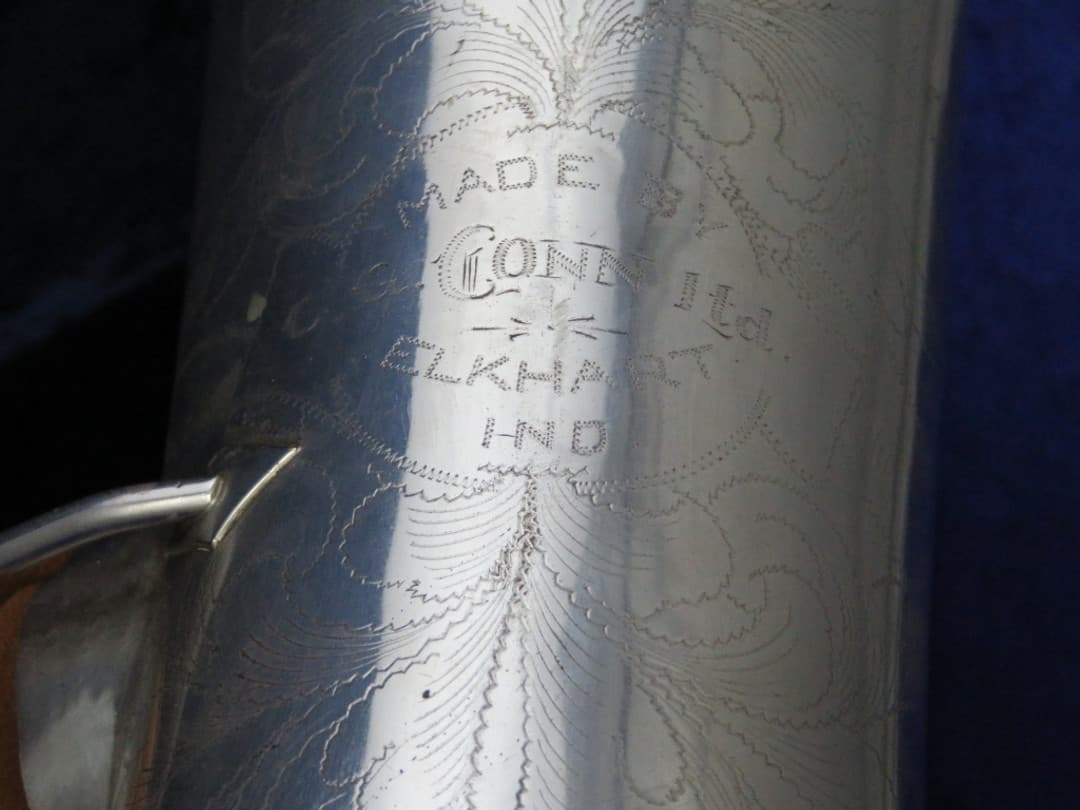 MADE BY
C. G. CONN ltd.
ELKHART
IND